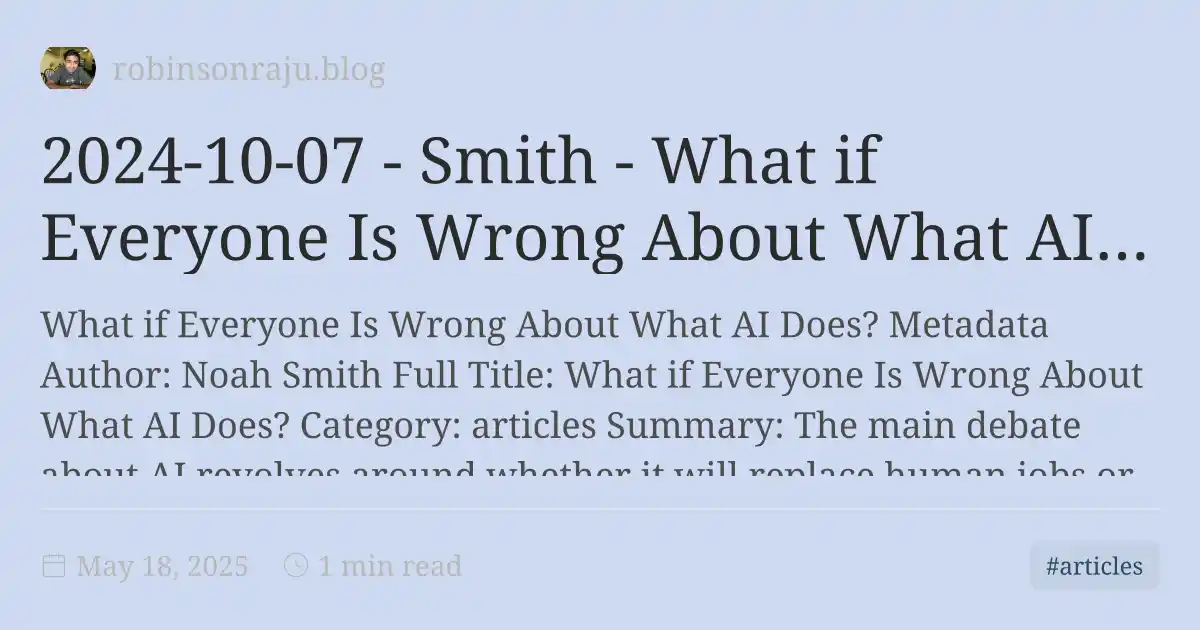 robinsonraju.blog
2024-10-07 - Smith - What if
Everyone Is Wrong About What AI...
What if Everyone Is Wrong About What AI Does? Metadata
Author: Noah Smith Full Title: What if Everyone Is Wrong About
What AI Does? Category: articles Summary: The main debate
about AI revolves around whether it will replace human jobs or
May 18, 2025
1 min read
#articles